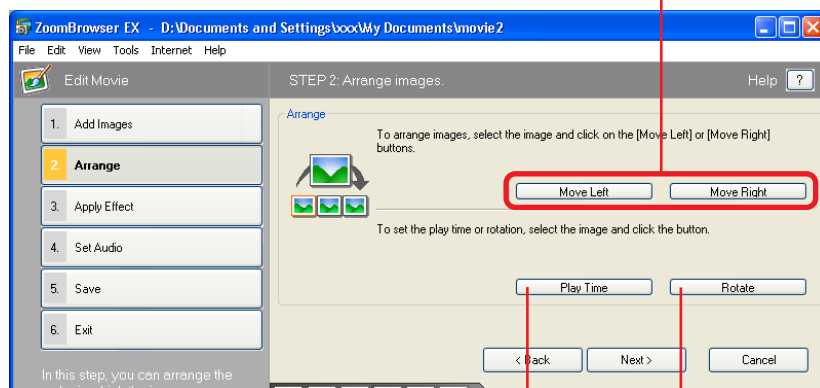 ZoomBrowser EX - D:\Documents and Settings\xxx\My Documents\movie2
File Edit View Tools Internet Help
Edit Movie
STEP 2: Arrange images.
Help ?
1. Add Images
2. Arrange
3. Apply Effect
4. Set Audio
5. Save
6. Exit
In this step, you can arrange the
Arrange
To arrange images, select the image and click on the [Move Left] or [Move Right]
buttons.
Move Left Move Right
To set the play time or rotation, select the image and click the button.
Play Time Rotate
< Back Next > Cancel